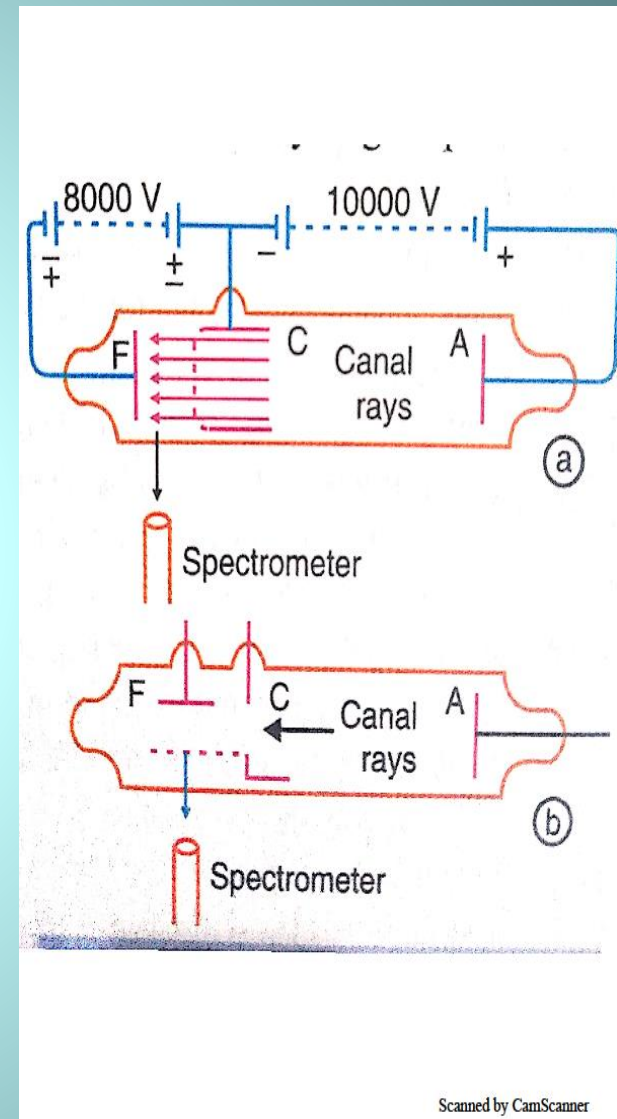 8000 V
10000 V
∓
±
-
+
F
C
Canal
rays
A
a
Spectrometer
F
C
Canal
rays
A
b
Spectrometer
Scanned by CamScanner